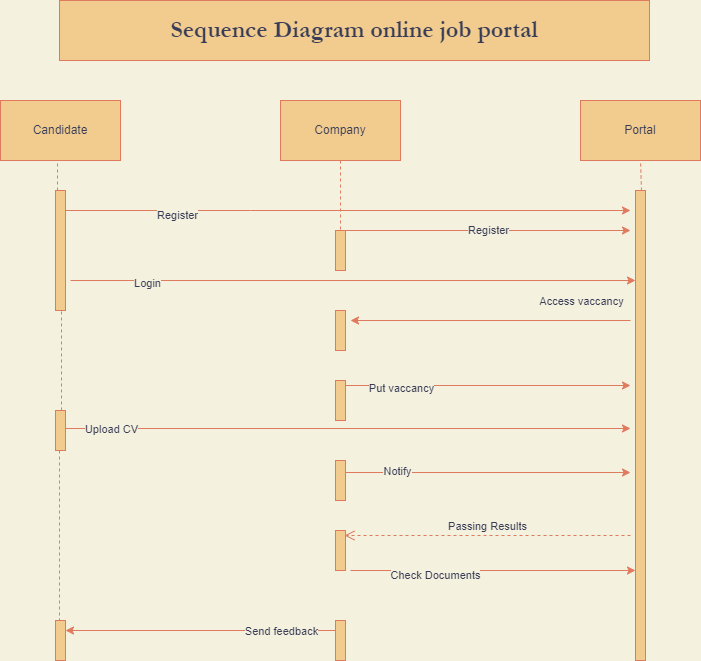 Sequence Diagram online job portal
Candidate
Company
Portal
Register
Register
Login
Access vaccancy
Put vaccancy
Upload CV
Notify
Passing Results
Check Documents
Send feedback